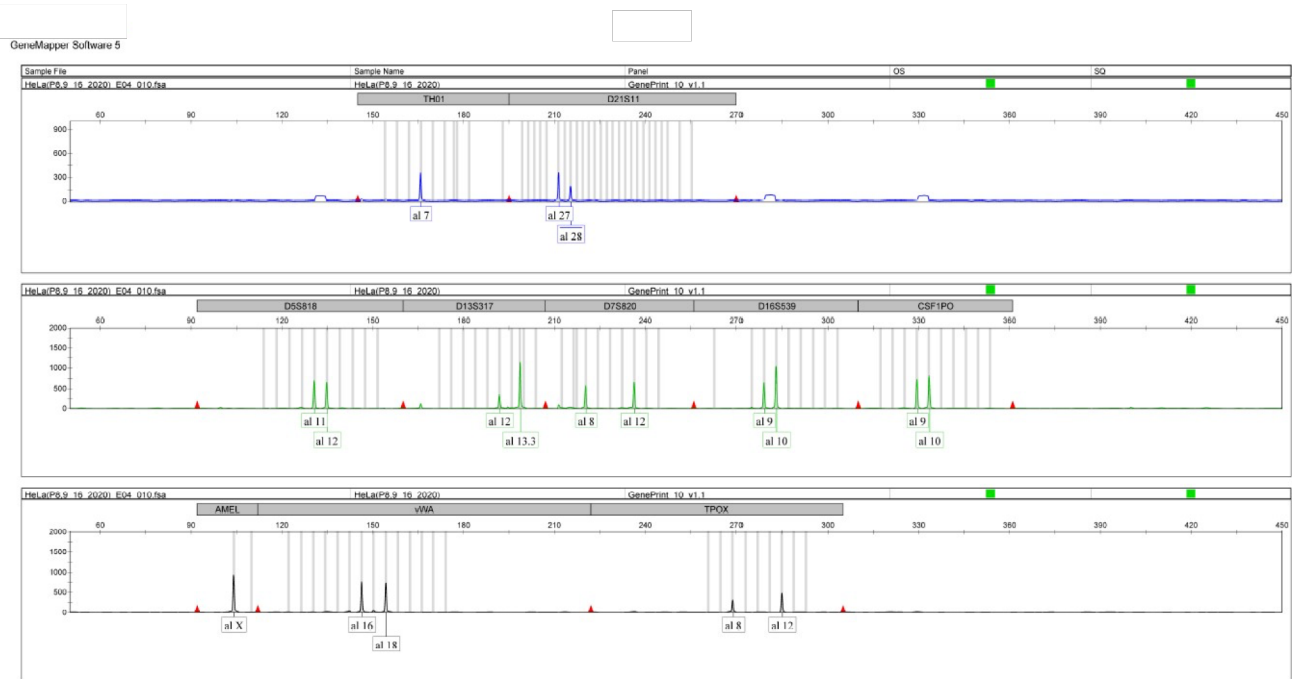 GeneMapper Software 5
Sample File Sample Name Panel OS SQ
HeLa(P8,9_16_2020)_E04_010.fsa HeLa(P8,9_16_2020) GenePrint_10_v1.1
TH01 D21S11
60 90 120 150 180 210 240 270 300 330 360 390 420 450
900
600
300
0
al 7 al 27
al 28
HeLa(P8,9_16_2020)_E04_010.fsa HeLa(P8,9_16_2020) GenePrint_10_v1.1
D5S818 D13S317 D7S820 D16S539 CSF1PO
60 90 120 150 180 210 240 270 300 330 360 390 420 450
2000
1500
1000
500
0
al 11 al 12 al 8 al 12 al 9 al 9
al 12 al 13.3 al 10 al 10
HeLa(P8,9_16_2020)_E04_010.fsa HeLa(P8,9_16_2020) GenePrint_10_v1.1
AMEL vWA TPOX
60 90 120 150 180 210 240 270 300 330 360 390 420 450
2000
1500
1000
500
0
al X al 16 al 8 al 12
al 18